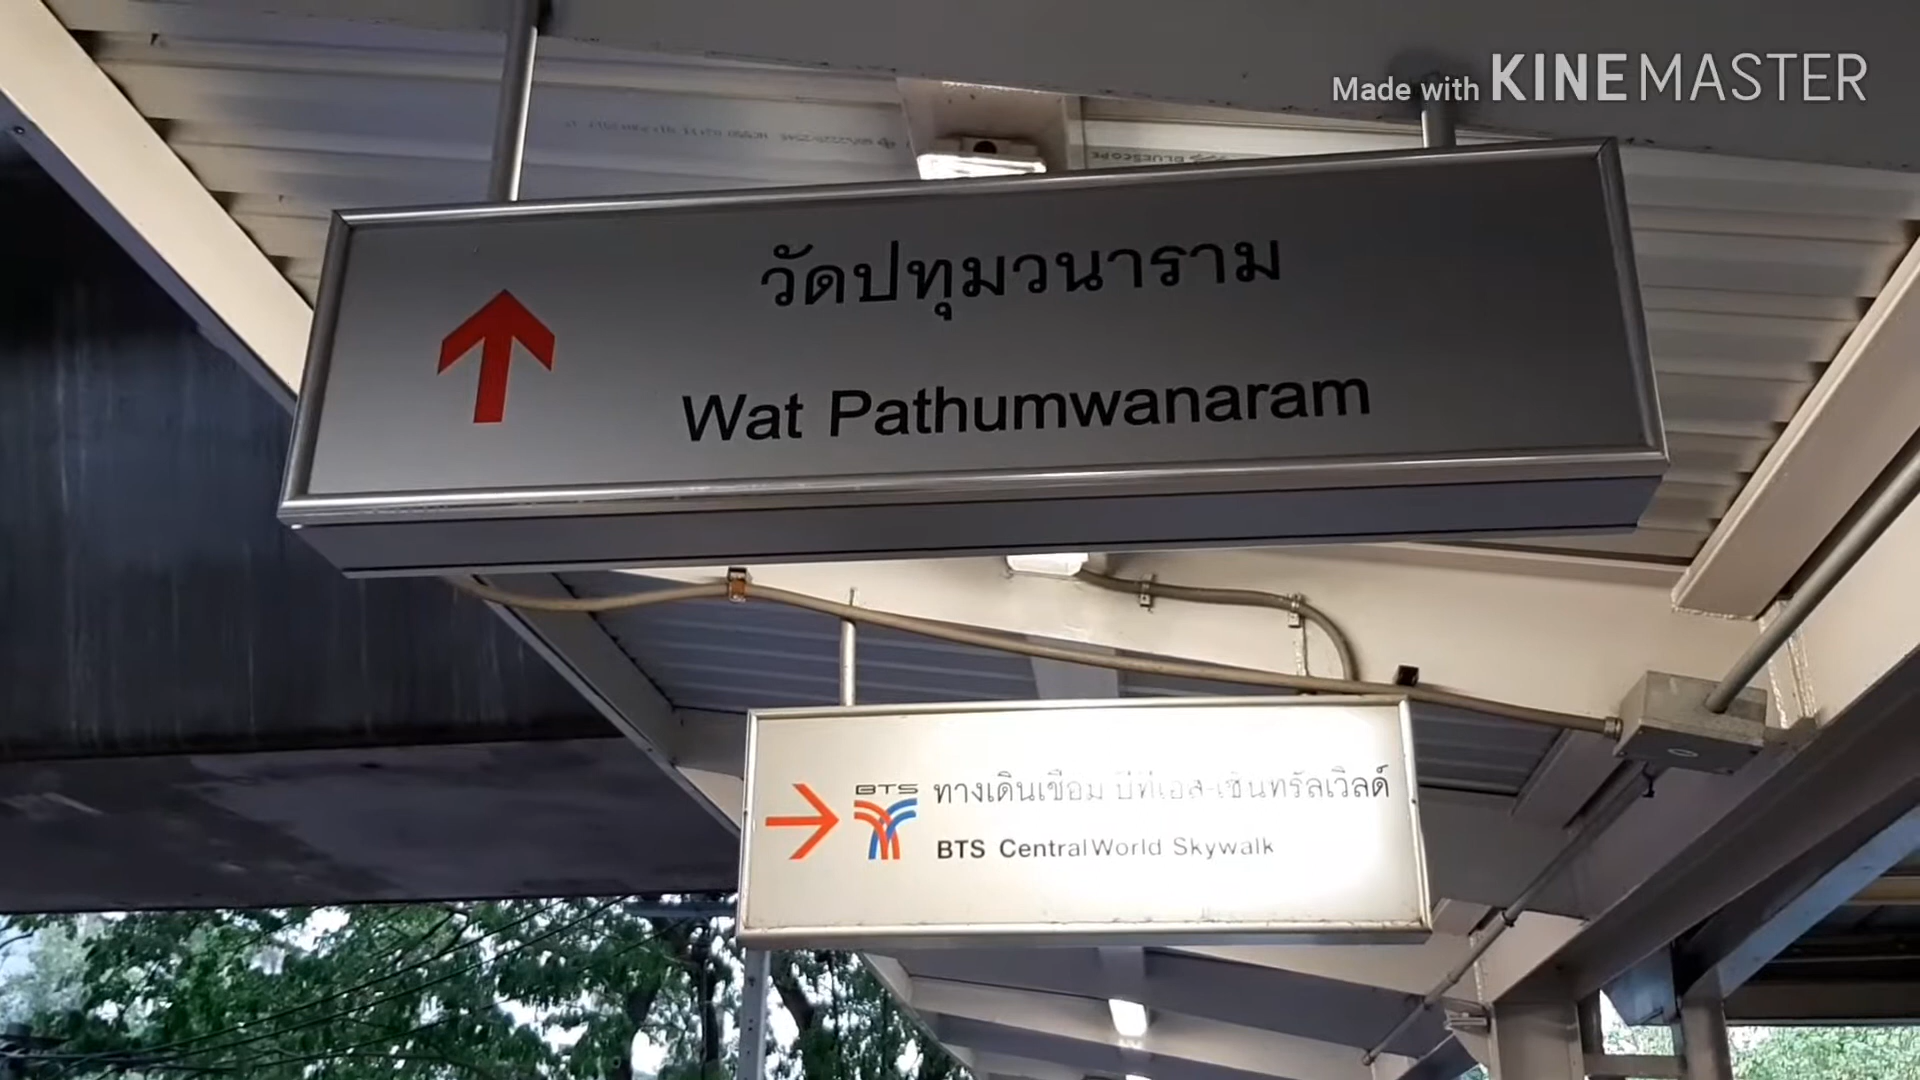 Made with KINEMASTER
BLUESCOPE
วัดปทุมวนาราม
Wat Pathumwanaram
BTS
ทางเดินเชื่อม บีทีเอส-เซ็นทรัลเวิลด์
BTS CentralWorld Skywalk